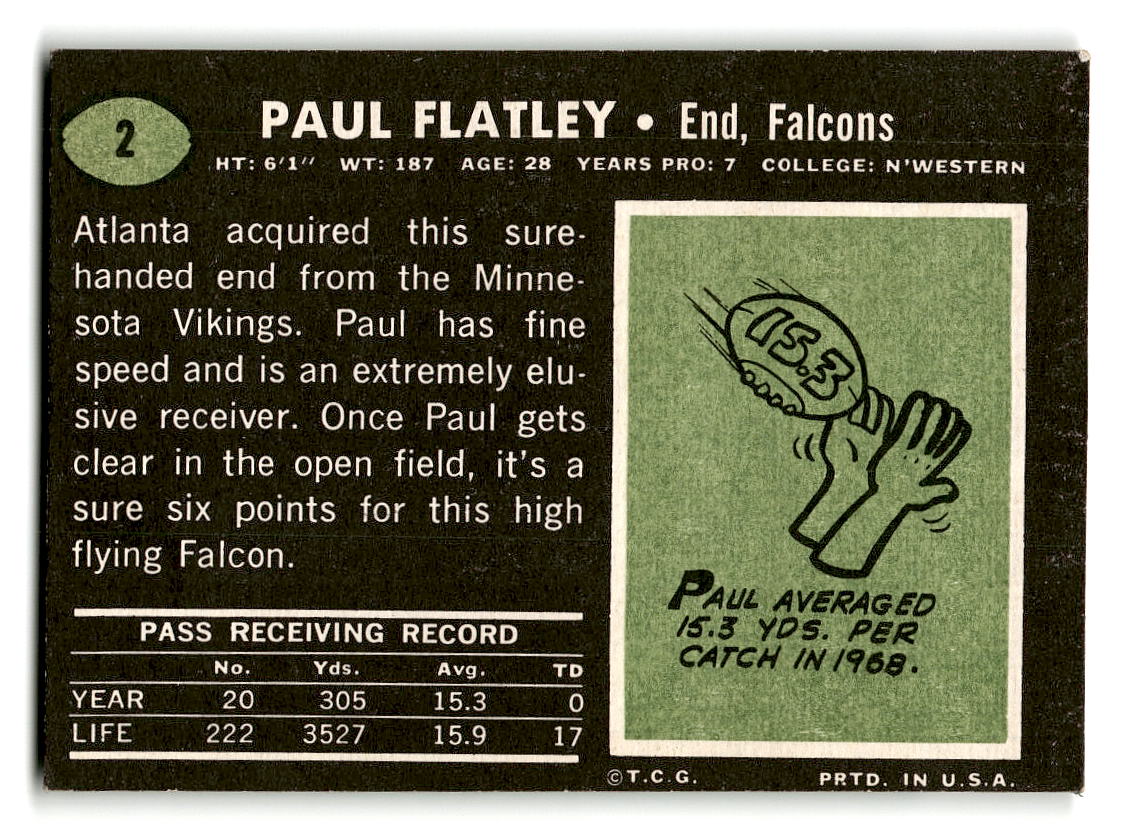 2
PAUL FLATLEY • End, Falcons
HT: 6'1" WT: 187 AGE: 28 YEARS PRO: 7 COLLEGE: N'WESTERN
Atlanta acquired this sure-
handed end from the Minne-
sota Vikings. Paul has fine
speed and is an extremely elu-
sive receiver. Once Paul gets
clear in the open field, it's a
sure six points for this high
flying Falcon.
PASS RECEIVING RECORD
No. Yds. Avg. TD
YEAR 20 305 15.3 0
LIFE 222 3527 15.9 17
15.3
PAUL AVERAGED
15.3 YDS. PER
CATCH IN 1968.
©T.C.G. PRTD. IN U.S.A.